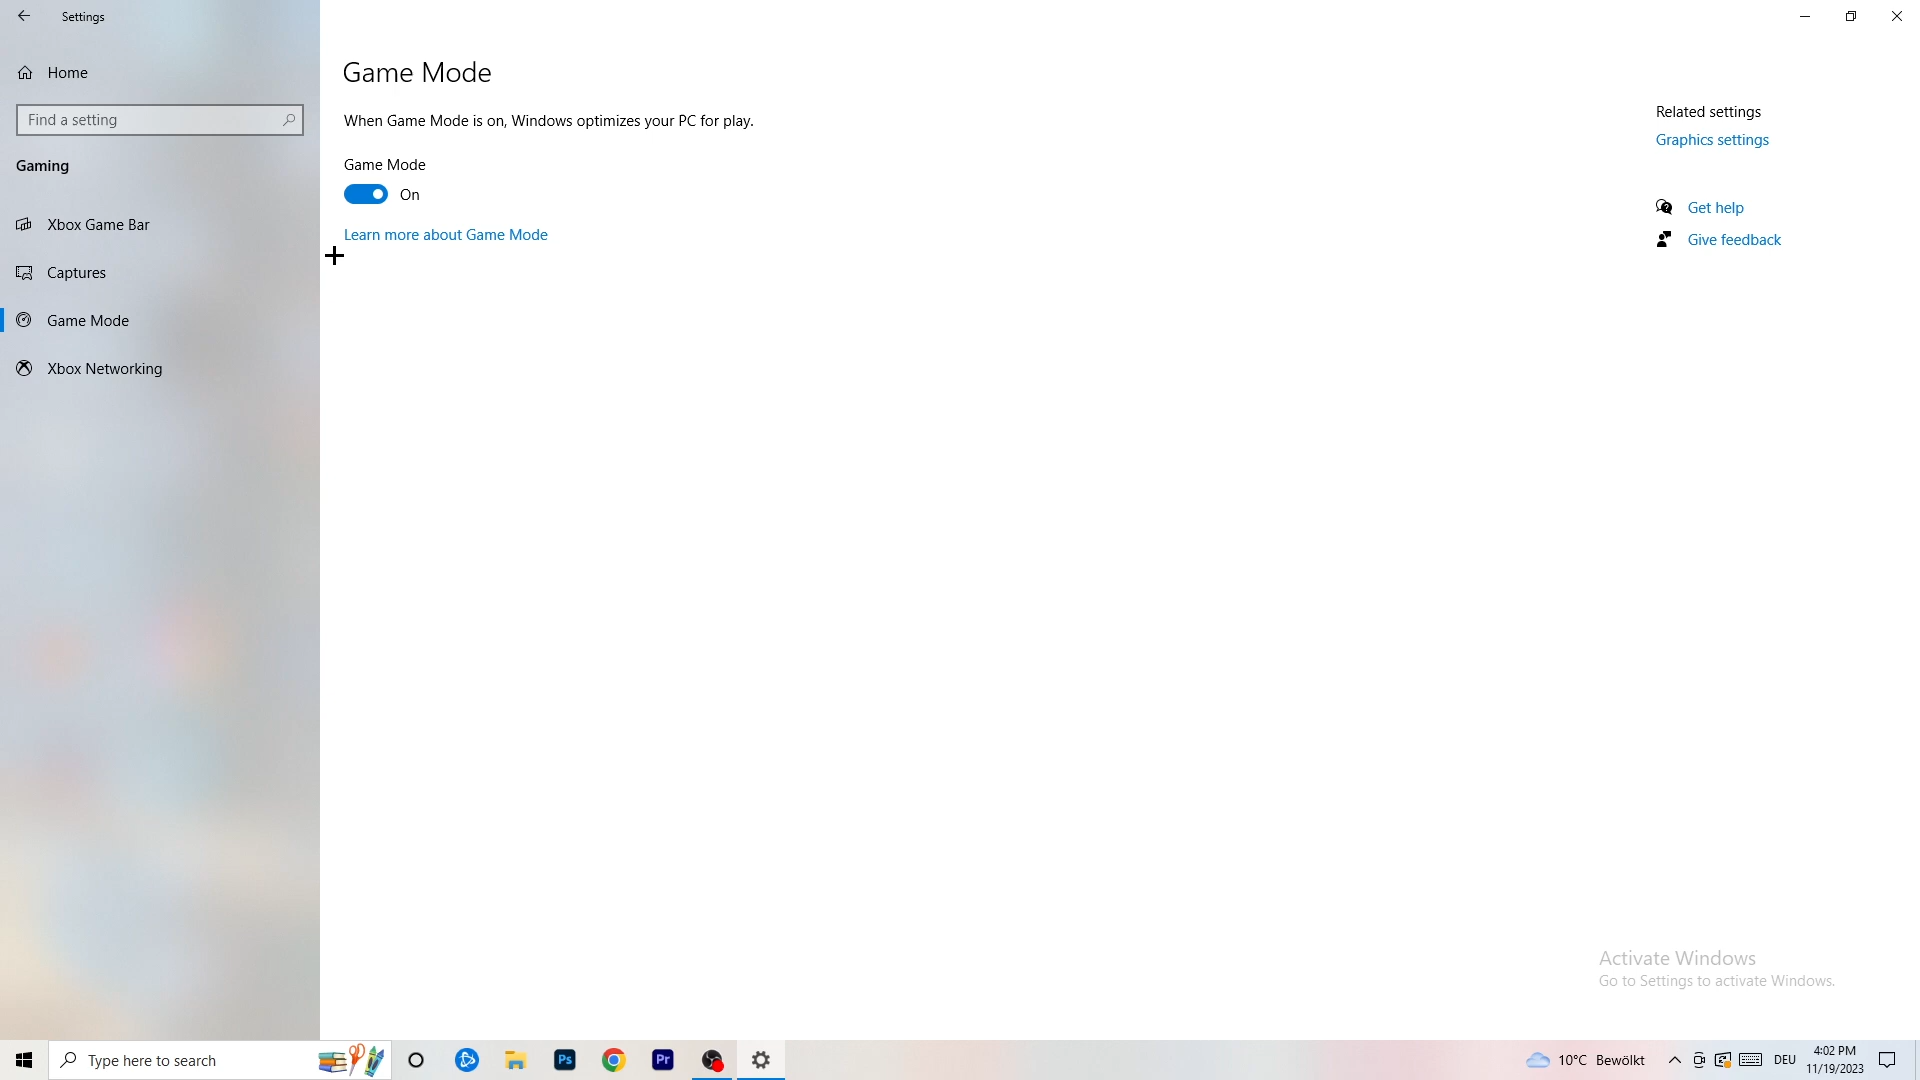 Settings
Home
Find a setting
Gaming
Xbox Game Bar
Captures
Game Mode
Xbox Networking
Game Mode
When Game Mode is on, Windows optimizes your PC for play.
Game Mode
On
Learn more about Game Mode
Related settings
Graphics settings
Get help
Give feedback
Activate Windows
Go to Settings to activate Windows.
Type here to search
Ps
Pr
10°C Bewölkt
DEU
4:02 PM
11/19/2023